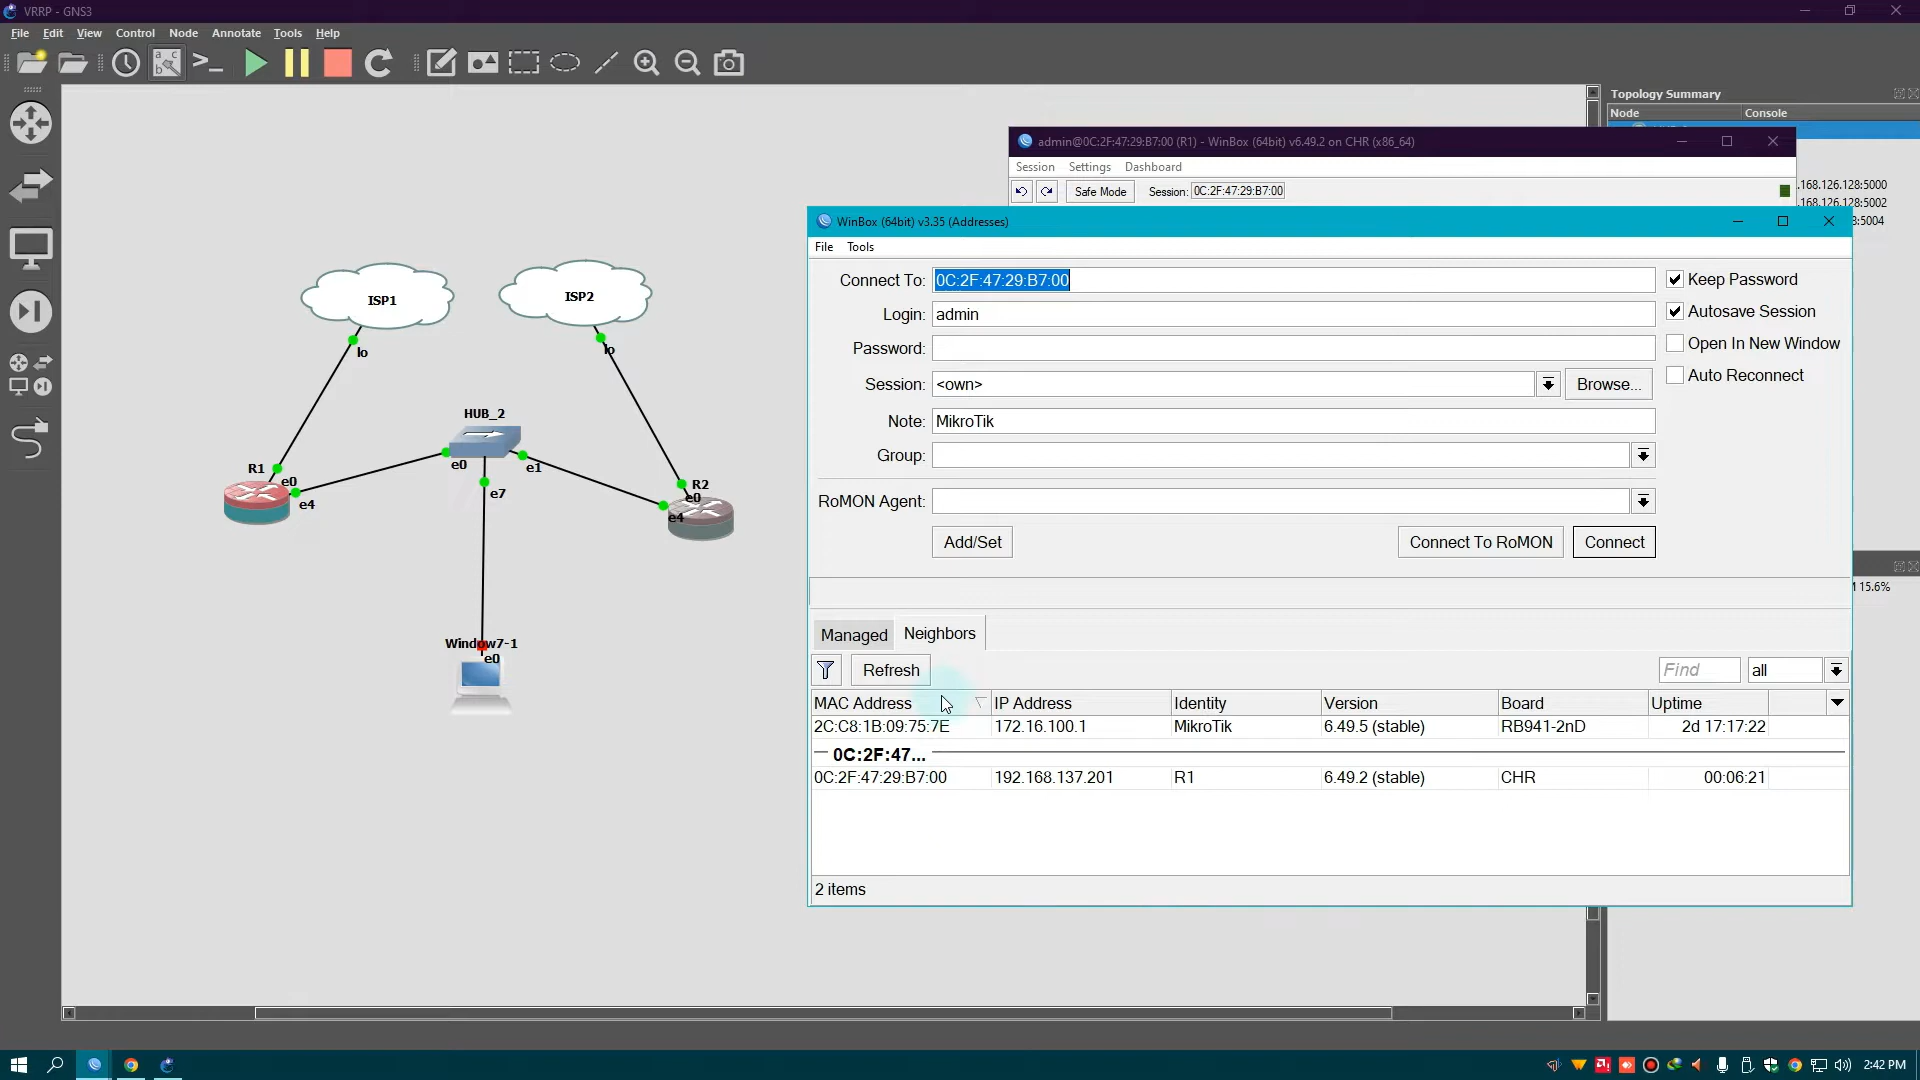 VRRP - GNS3
File Edit View Control Node Annotate Tools Help
Topology Summary
Node Console
.168.126.128:5000
.168.126.128:5002
8:5004
15.6%
admin@0C:2F:47:29:B7:00 (R1) - WinBox (64bit) v6.49.2 on CHR (x86_64)
Session Settings Dashboard
Safe Mode Session: 0C:2F:47:29:B7:00
WinBox (64bit) v3.35 (Addresses)
File Tools
Connect To: 0C:2F:47:29:B7:00
Keep Password
Login: admin
Autosave Session
Password:
Open In New Window
Session: <own> Browse...
Auto Reconnect
Note: MikroTik
Group:
RoMON Agent:
Add/Set Connect To RoMON Connect
Managed Neighbors
Refresh Find all
MAC Address IP Address Identity Version Board Uptime
2C:C8:1B:09:75:7E 172.16.100.1 MikroTik 6.49.5 (stable) RB941-2nD 2d 17:17:22
0C:2F:47...
0C:2F:47:29:B7:00 192.168.137.201 R1 6.49.2 (stable) CHR 00:06:21
2 items
ISP1
ISP2
lo
lo
HUB_2
e0
e1
e7
R1
e0
e4
R2
e0
e4
Window7-1
e0
2:42 PM